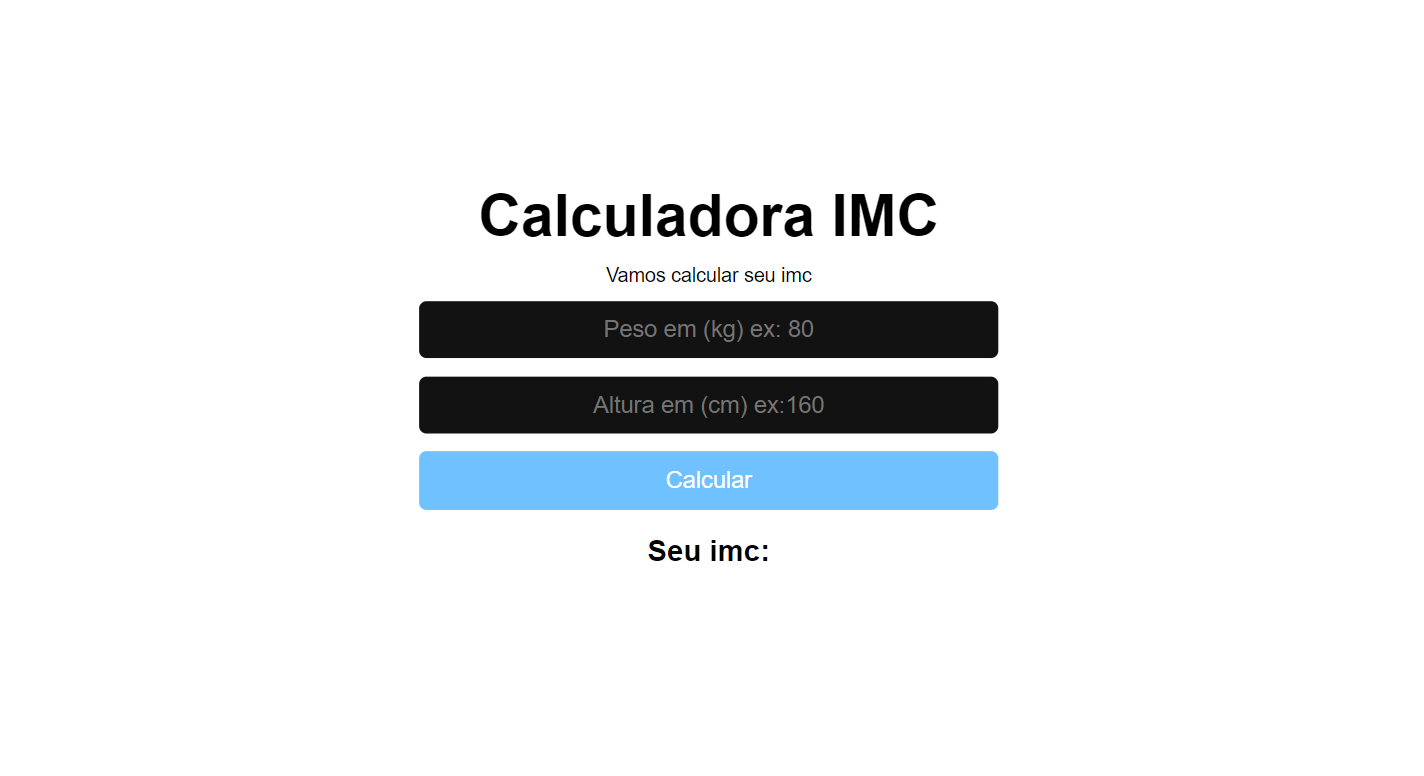 Calculadora IMC
Vamos calcular seu imc
Peso em (kg) ex: 80
Altura em (cm) ex:160
Calcular
Seu imc: